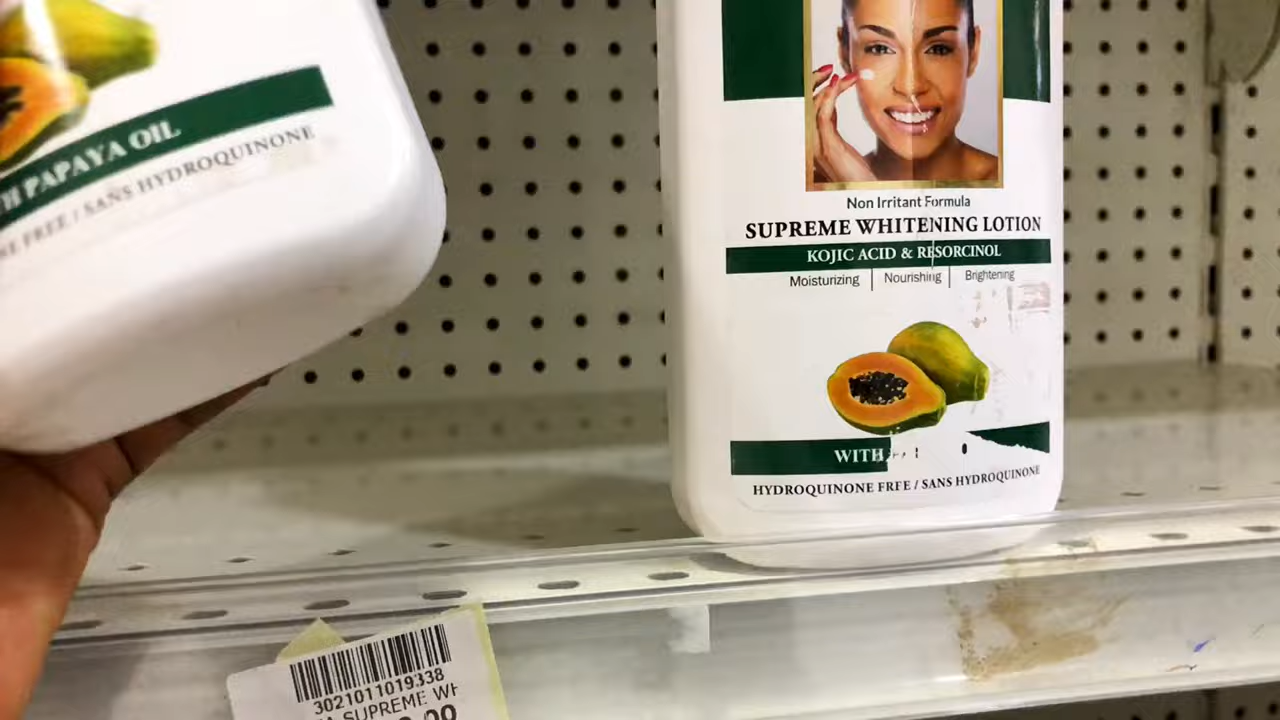 PAPAYA OIL
FREE / SANS HYDROQUINONE
Non Irritant Formula
SUPREME WHITENING LOTION
KOJIC ACID & RESORCINOL
Moisturizing | Nourishing | Brightening
WITH
HYDROQUINONE FREE / SANS HYDROQUINONE
3021011019338
SUPREME WH